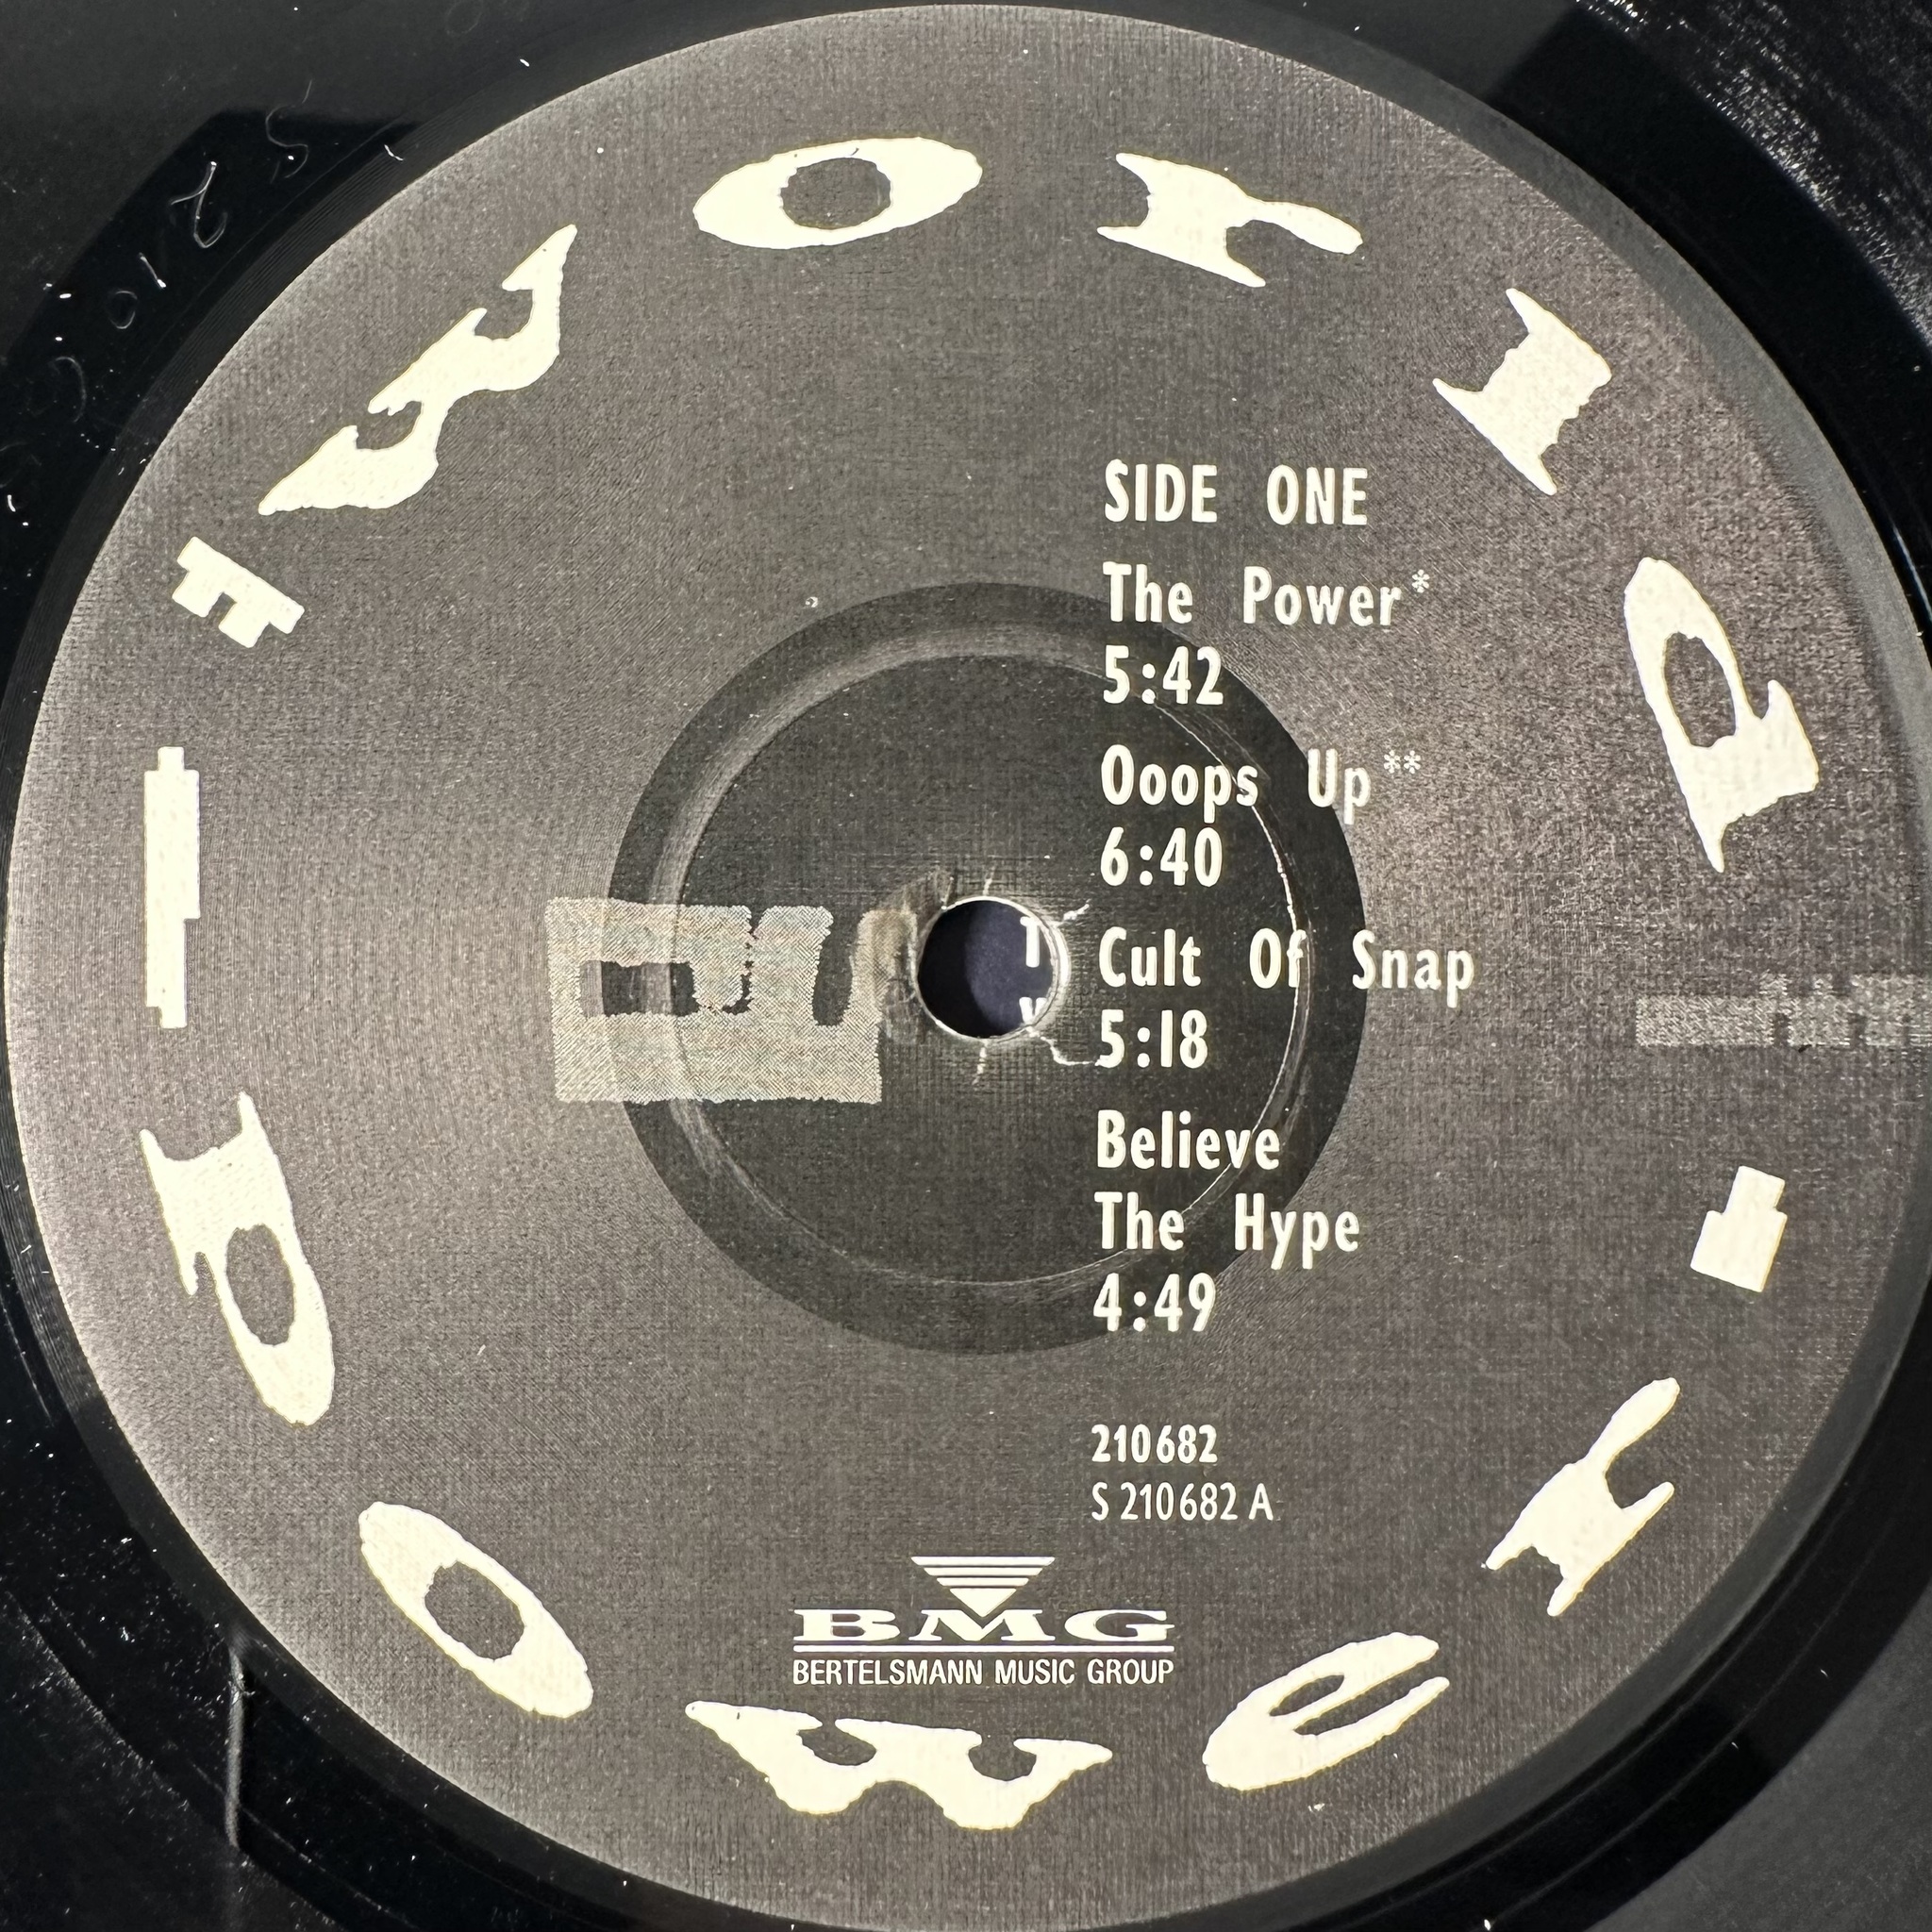 world
SIDE ONE
The Power*
5:42
Ooops Up**
6:40
Cult Of Snap
5:18
Believe
The Hype
4:49
210682
S 210682 A
BMG
BERTELSMANN MUSIC GROUP
power